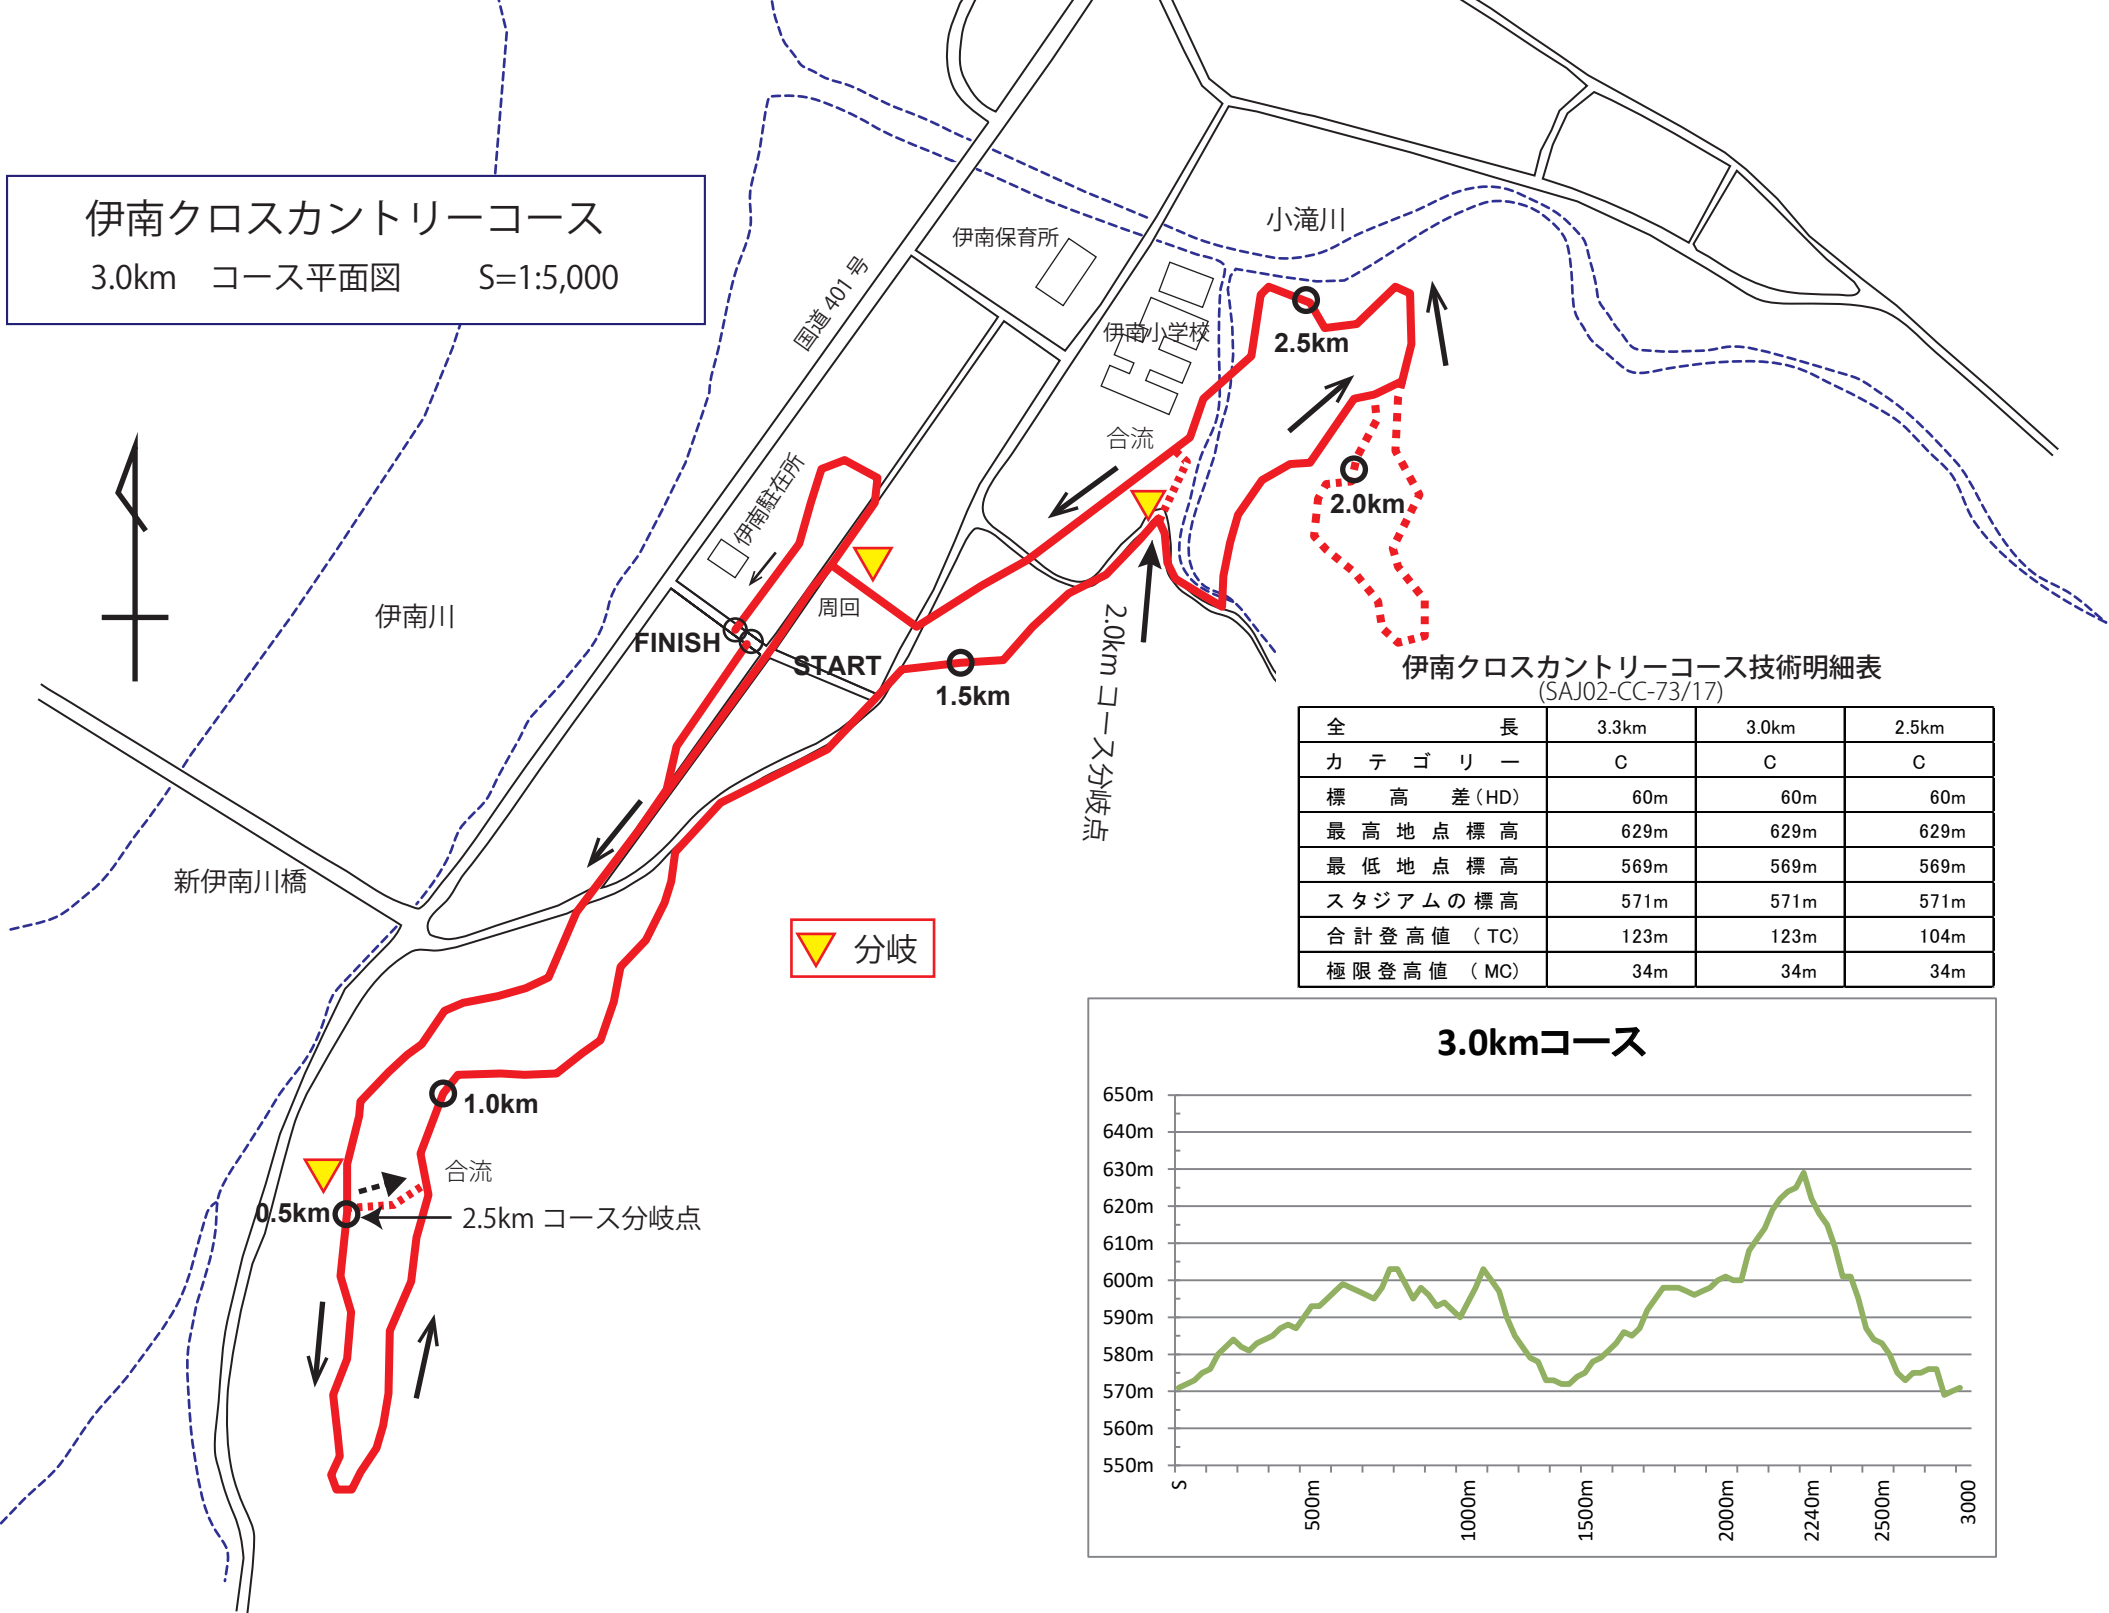 伊南クロスカントリーコース
3.0km コース平面図 S=1:5,000
小滝川
伊南保育所
国道401号
伊南小学校
2.5km
合流
伊南駐在所
2.0km
伊南川
周回
FINISH
START
1.5km
2.0kmコース分岐点
新伊南川橋
分岐
1.0km
合流
0.5km
2.5kmコース分岐点
伊南クロスカントリーコース技術明細表
(SAJ02-CC-73/17)
全長 3.3km 3.0km 2.5km
カテゴリー C C C
標高差(HD) 60m 60m 60m
最高地点標高 629m 629m 629m
最低地点標高 569m 569m 569m
スタジアムの標高 571m 571m 571m
合計登高値(TC) 123m 123m 104m
極限登高値(MC) 34m 34m 34m
3.0kmコース
650m
640m
630m
620m
610m
600m
590m
580m
570m
560m
550m
S 500m 1000m 1500m 2000m 2240m 2500m 3000